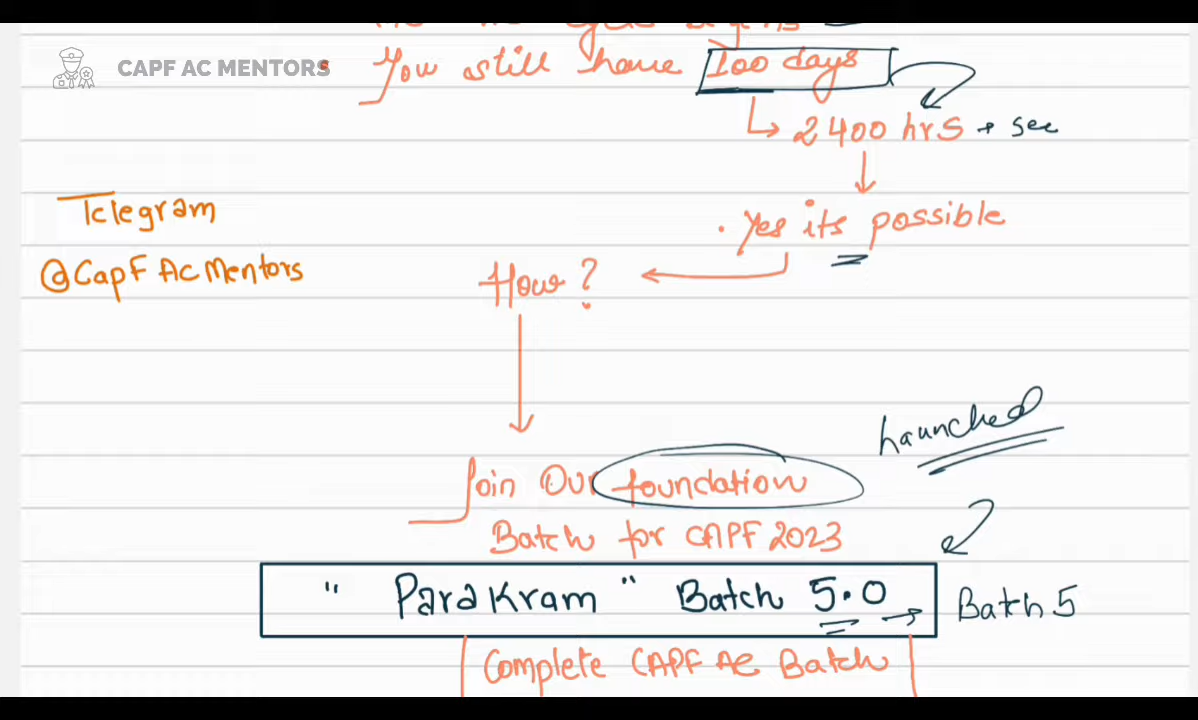 CAPF AC MENTORS
You still have 100 days
2400 hrs + sec
Telegram
Yes its possible
@CapF AC Mentors
How?
Launched
Join Our foundation
Batch for CAPF 2023
"Parakram" Batch 5.0
Batch 5
Complete CAPF AC Batch